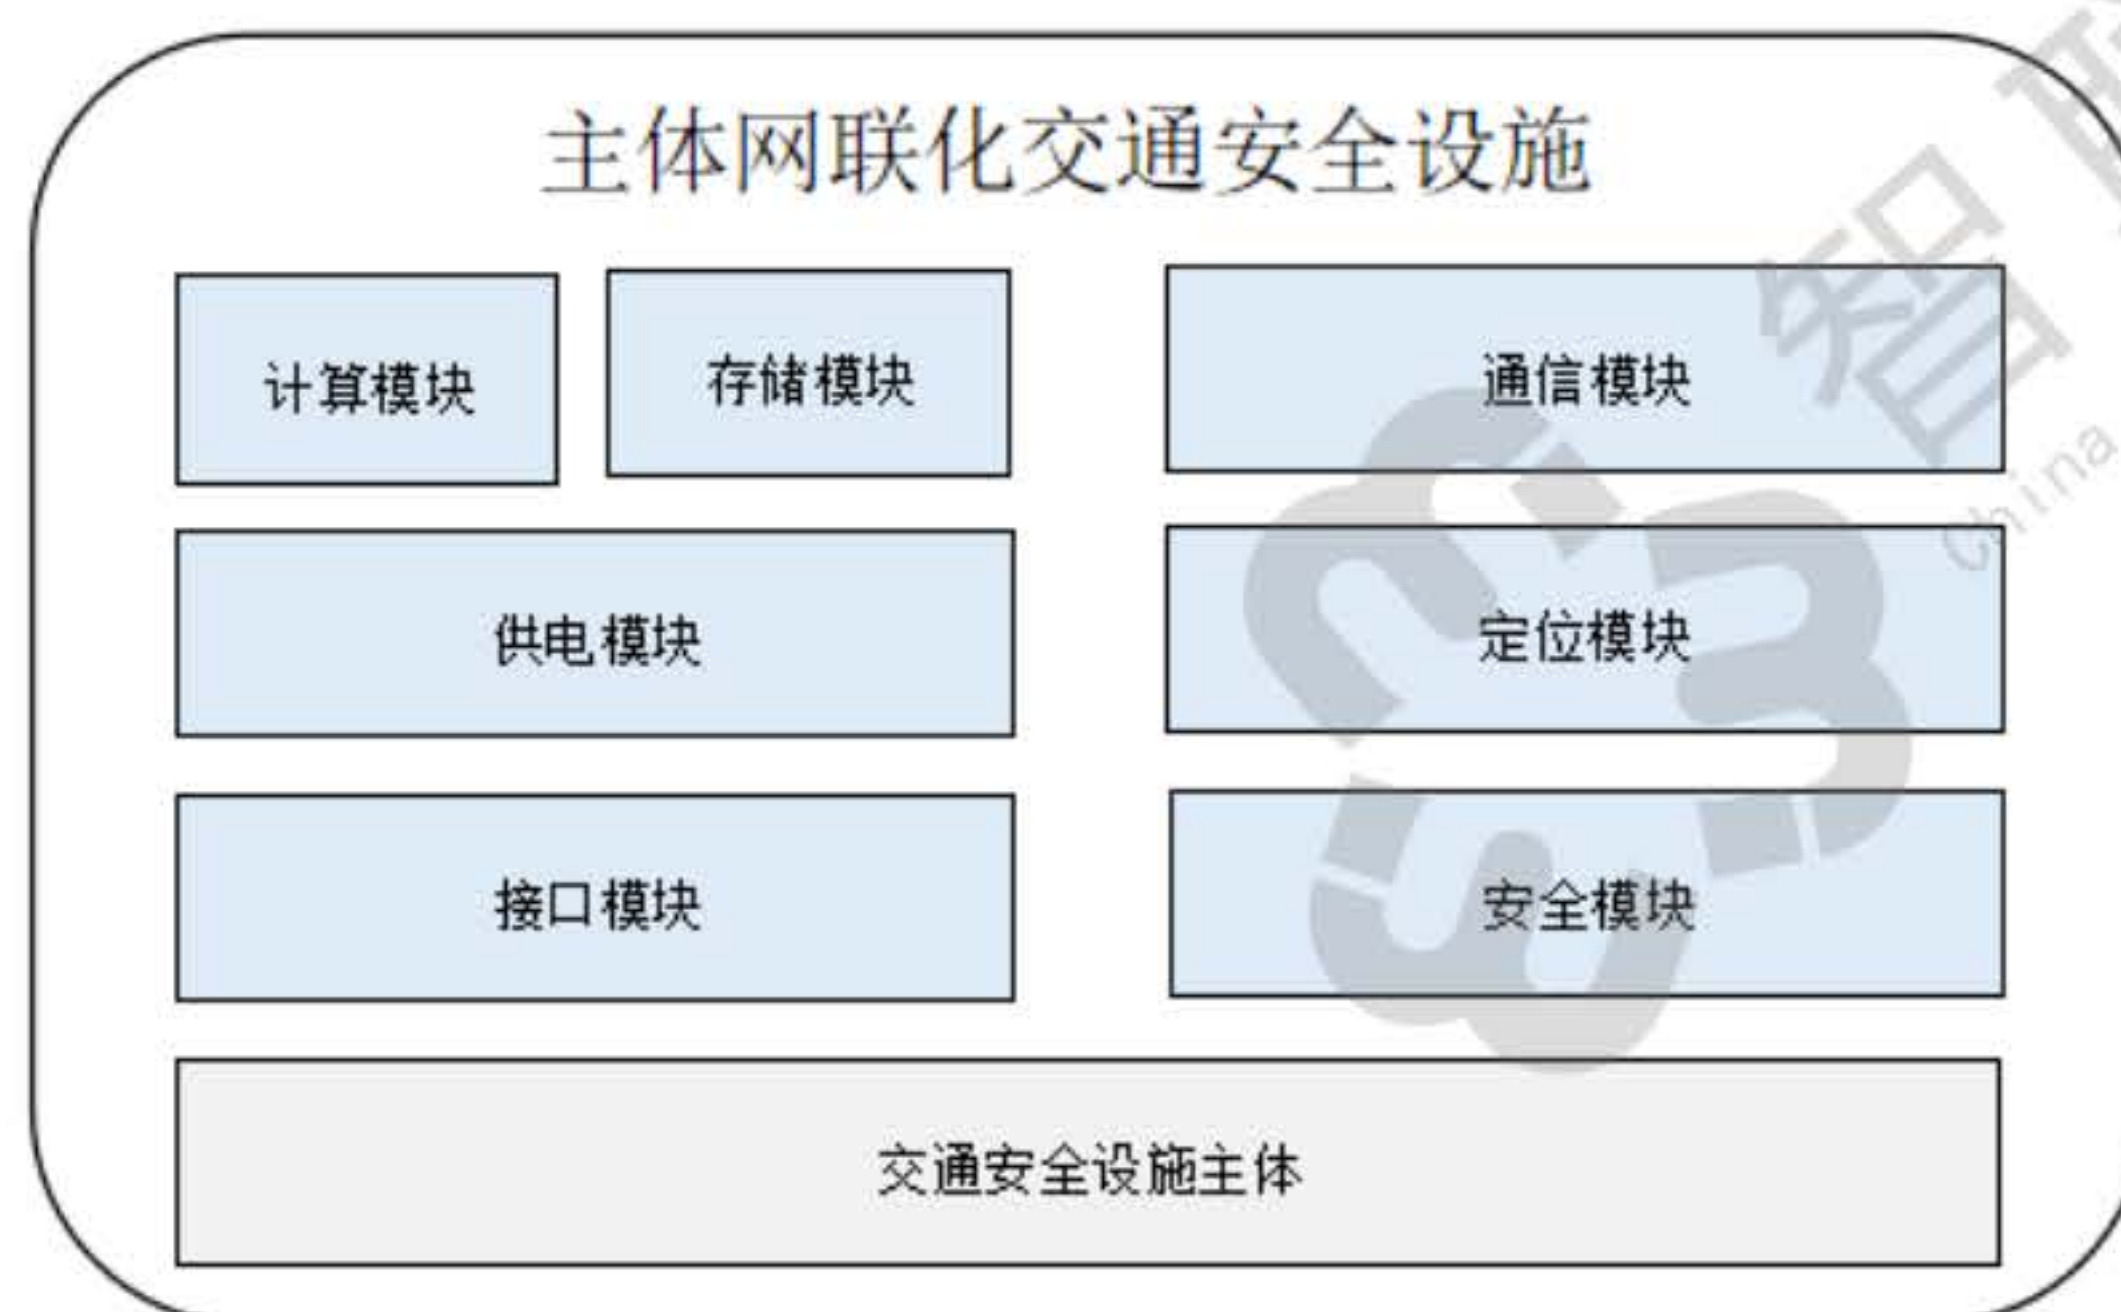 主体网联化交通安全设施
计算模块
存储模块
通信模块
供电模块
定位模块
接口模块
安全模块
交通安全设施主体
智
China